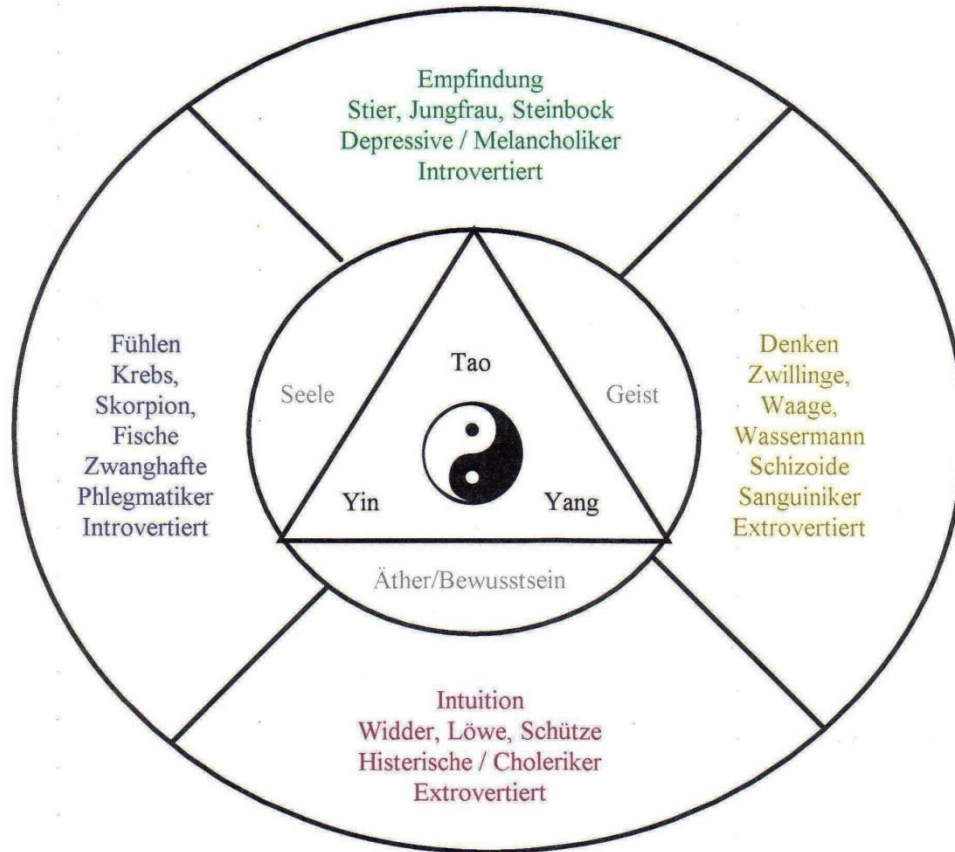 Empfindung
Stier, Jungfrau, Steinbock
Depressive / Melancholiker
Introvertiert
Fühlen
Krebs,
Skorpion,
Fische
Zwanghafte
Phlegmatiker
Introvertiert
Seele
Tao
Geist
Yin
Yang
Äther/Bewusstsein
Denken
Zwillinge,
Waage,
Wassermann
Schizoide
Sanguiniker
Extrovertiert
Intuition
Widder, Löwe, Schütze
Histerische / Choleriker
Extrovertiert